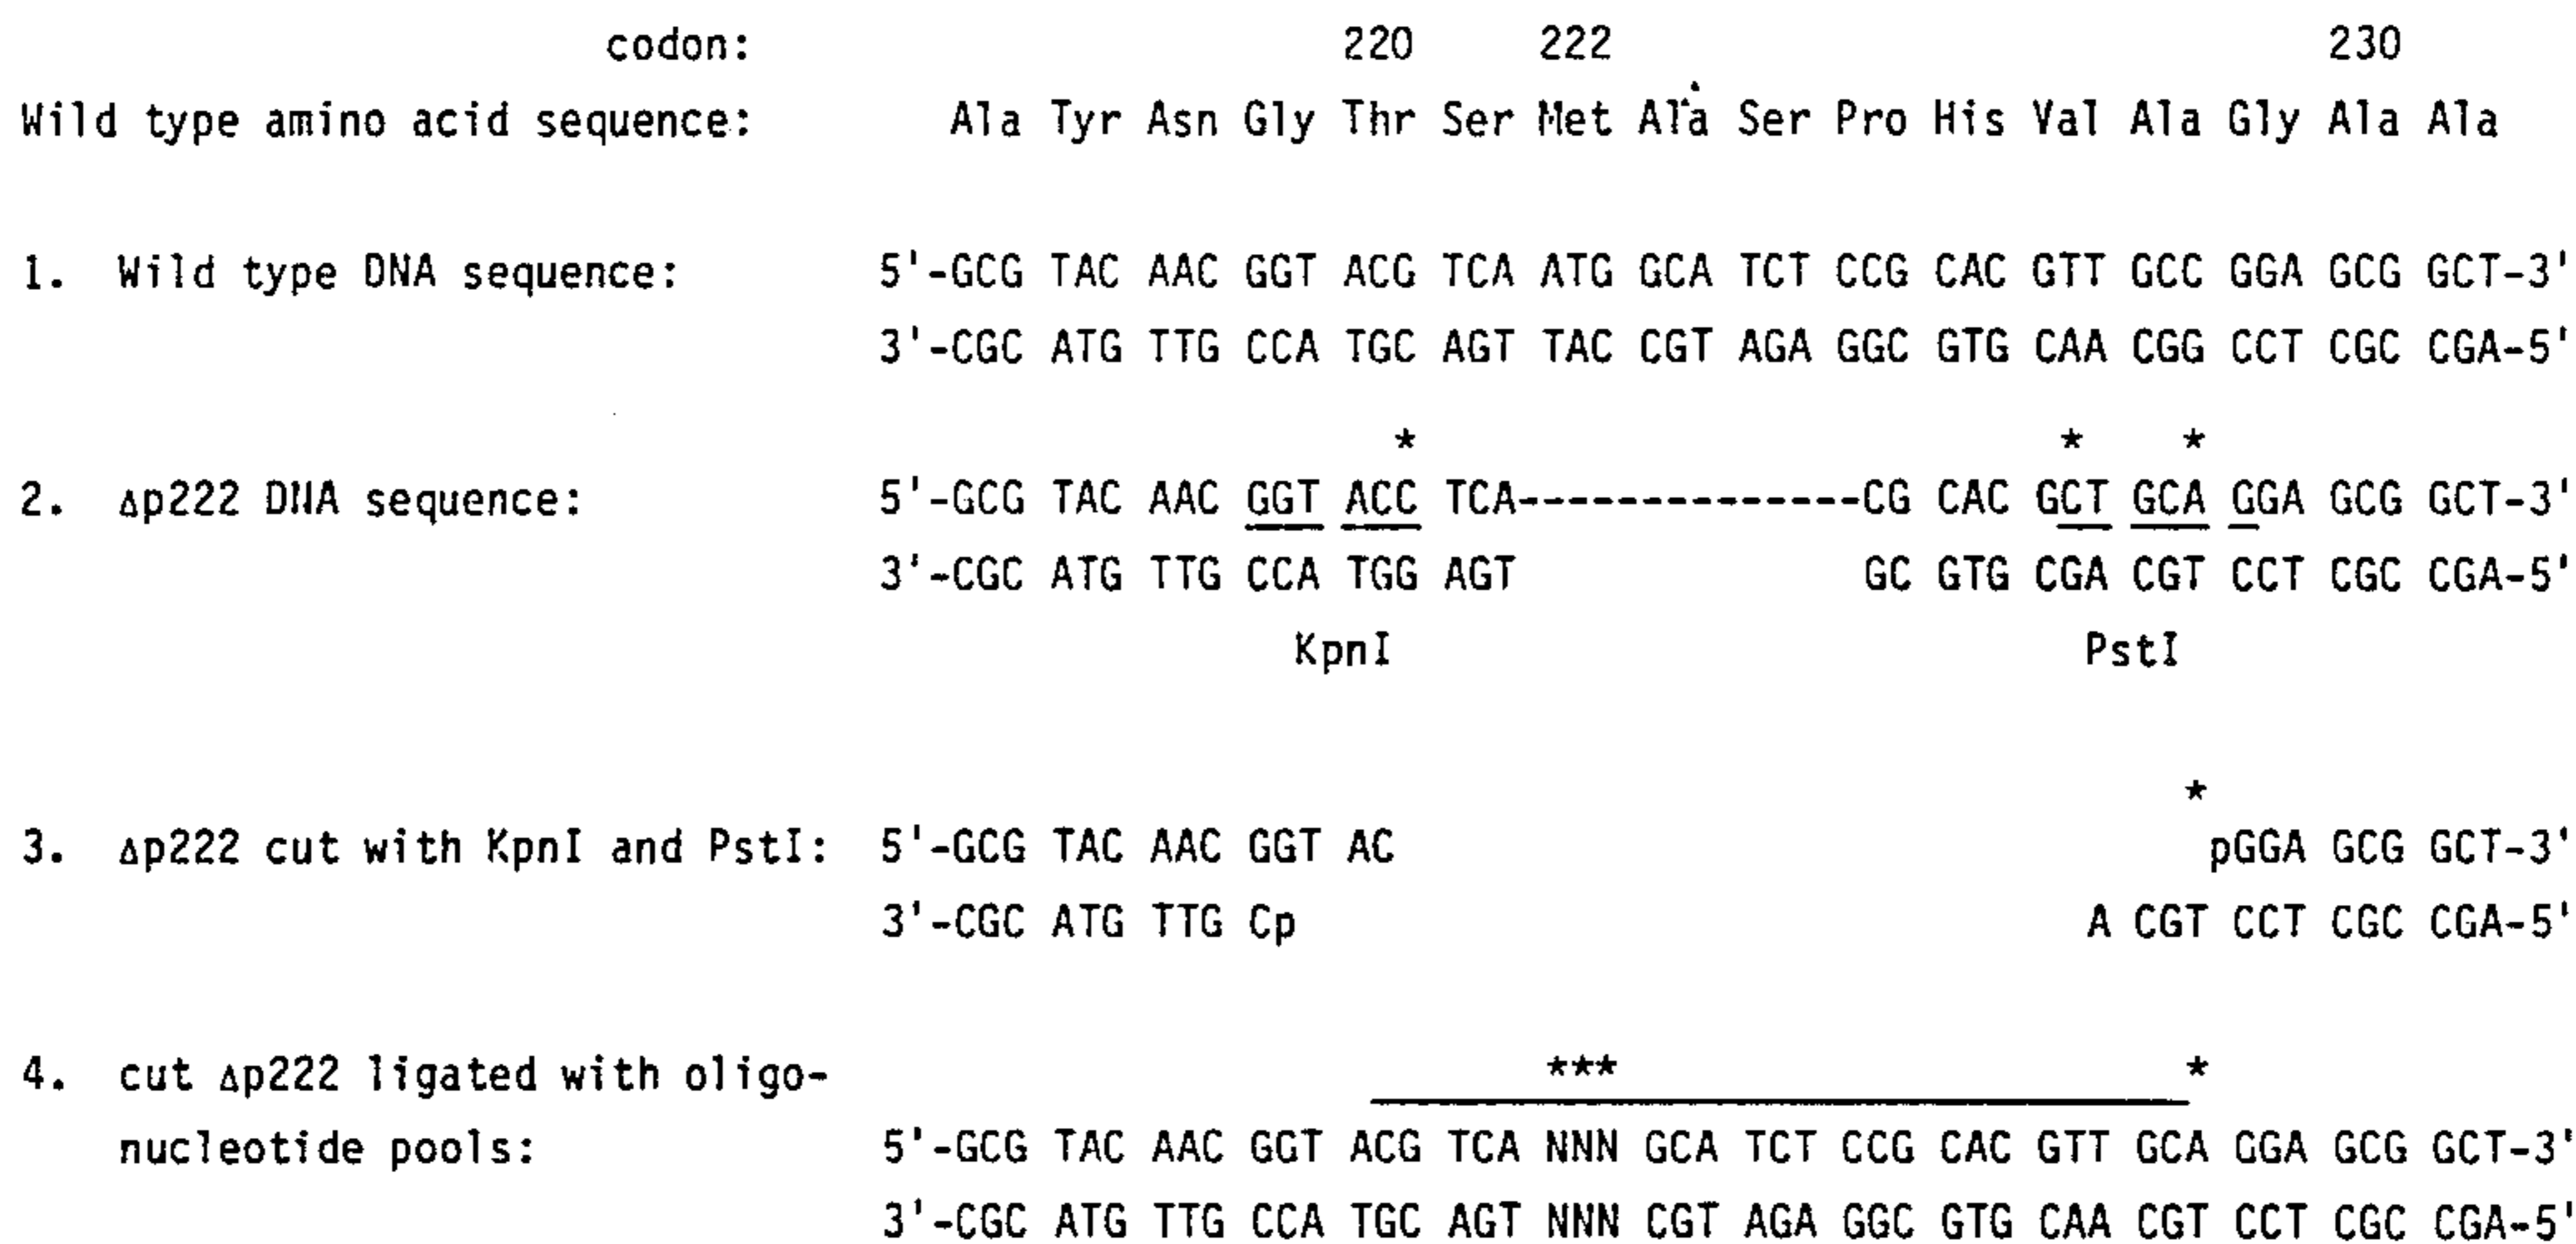 codon: 220 222 230
Wild type amino acid sequence: Ala Tyr Asn Gly Thr Ser Met Ala Ser Pro His Val Ala Gly Ala Ala
1. Wild type DNA sequence: 5'-GCG TAC AAC GGT ACG TCA ATG GCA TCT CCG CAC GTT GCC GGA GCG GCT-3'
3'-CGC ATG TTG CCA TGC AGT TAC CGT AGA GGC GTG CAA CGG CCT CGC CGA-5'
* * *
2. Δp222 DNA sequence: 5'-GCG TAC AAC GGT ACC TCA--------------CG CAC GCT GCA GGA GCG GCT-3'
3'-CGC ATG TTG CCA TGG AGT GC GTG CGA CGT CCT CGC CGA-5'
KpnI PstI
*
3. Δp222 cut with KpnI and PstI: 5'-GCG TAC AAC GGT AC pGGA GCG GCT-3'
3'-CGC ATG TTG Cp A CGT CCT CGC CGA-5'
4. cut Δp222 ligated with oligo- *** *
nucleotide pools: 5'-GCG TAC AAC GGT ACG TCA NNN GCA TCT CCG CAC GTT GCA GGA GCG GCT-3'
3'-CGC ATG TTG CCA TGC AGT NNN CGT AGA GGC GTG CAA CGT CCT CGC CGA-5'